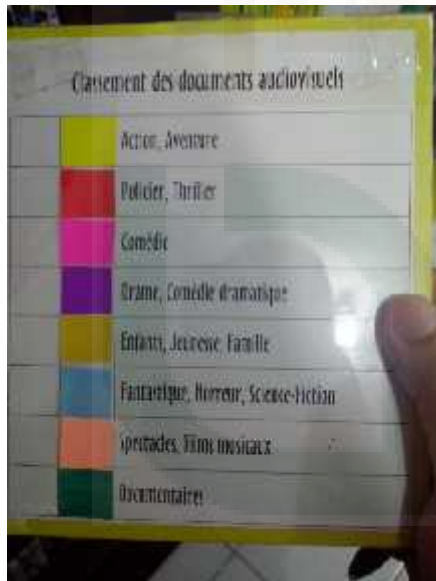 Classement des documents audiovisuels
Action, Aventure
Policier, Thriller
Comédie
Drame, Comédie dramatique
Enfants, Jeunesse, Famille
Fantastique, Horreur, Science-fiction
Spectacles, Films musicaux
Documentaires